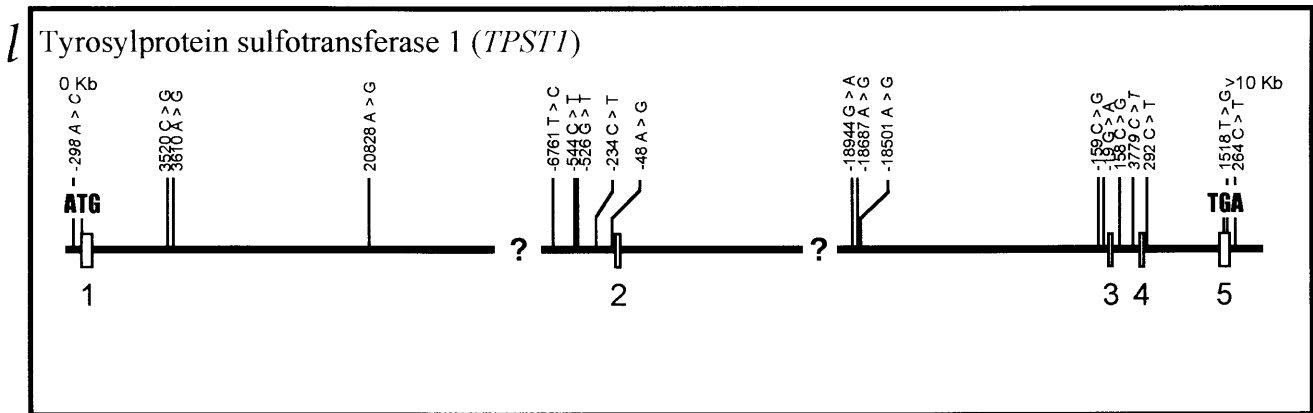 l
Tyrosylprotein sulfotransferase 1 (TPST1)
0 Kb
>10 Kb
-298 A > C
3520 C > G
3610 A > G
20828 A > G
-6761 T > C
-544 C > T
-526 G > T
-234 C > T
-48 A > G
-18944 G > A
-18687 A > G
-18501 A > G
-159 C > G
-19 G > A
158 C > G
3779 C > T
292 C > T
1518 T > G
264 C > T
ATG
TGA
? ?
1 2 3 4 5